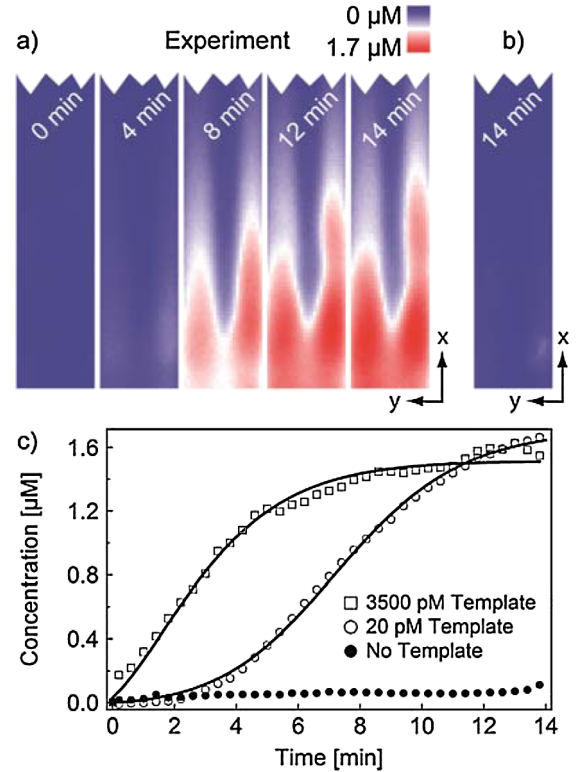 a) Experiment 0 µM b)
1.7 µM
0 min 4 min 8 min 12 min 14 min 14 min
x x
y y
c)
1.6
1.2
0.8
0.4
0.0
Concentration [µM]
3500 pM Template
20 pM Template
No Template
0 2 4 6 8 10 12 14
Time [min]